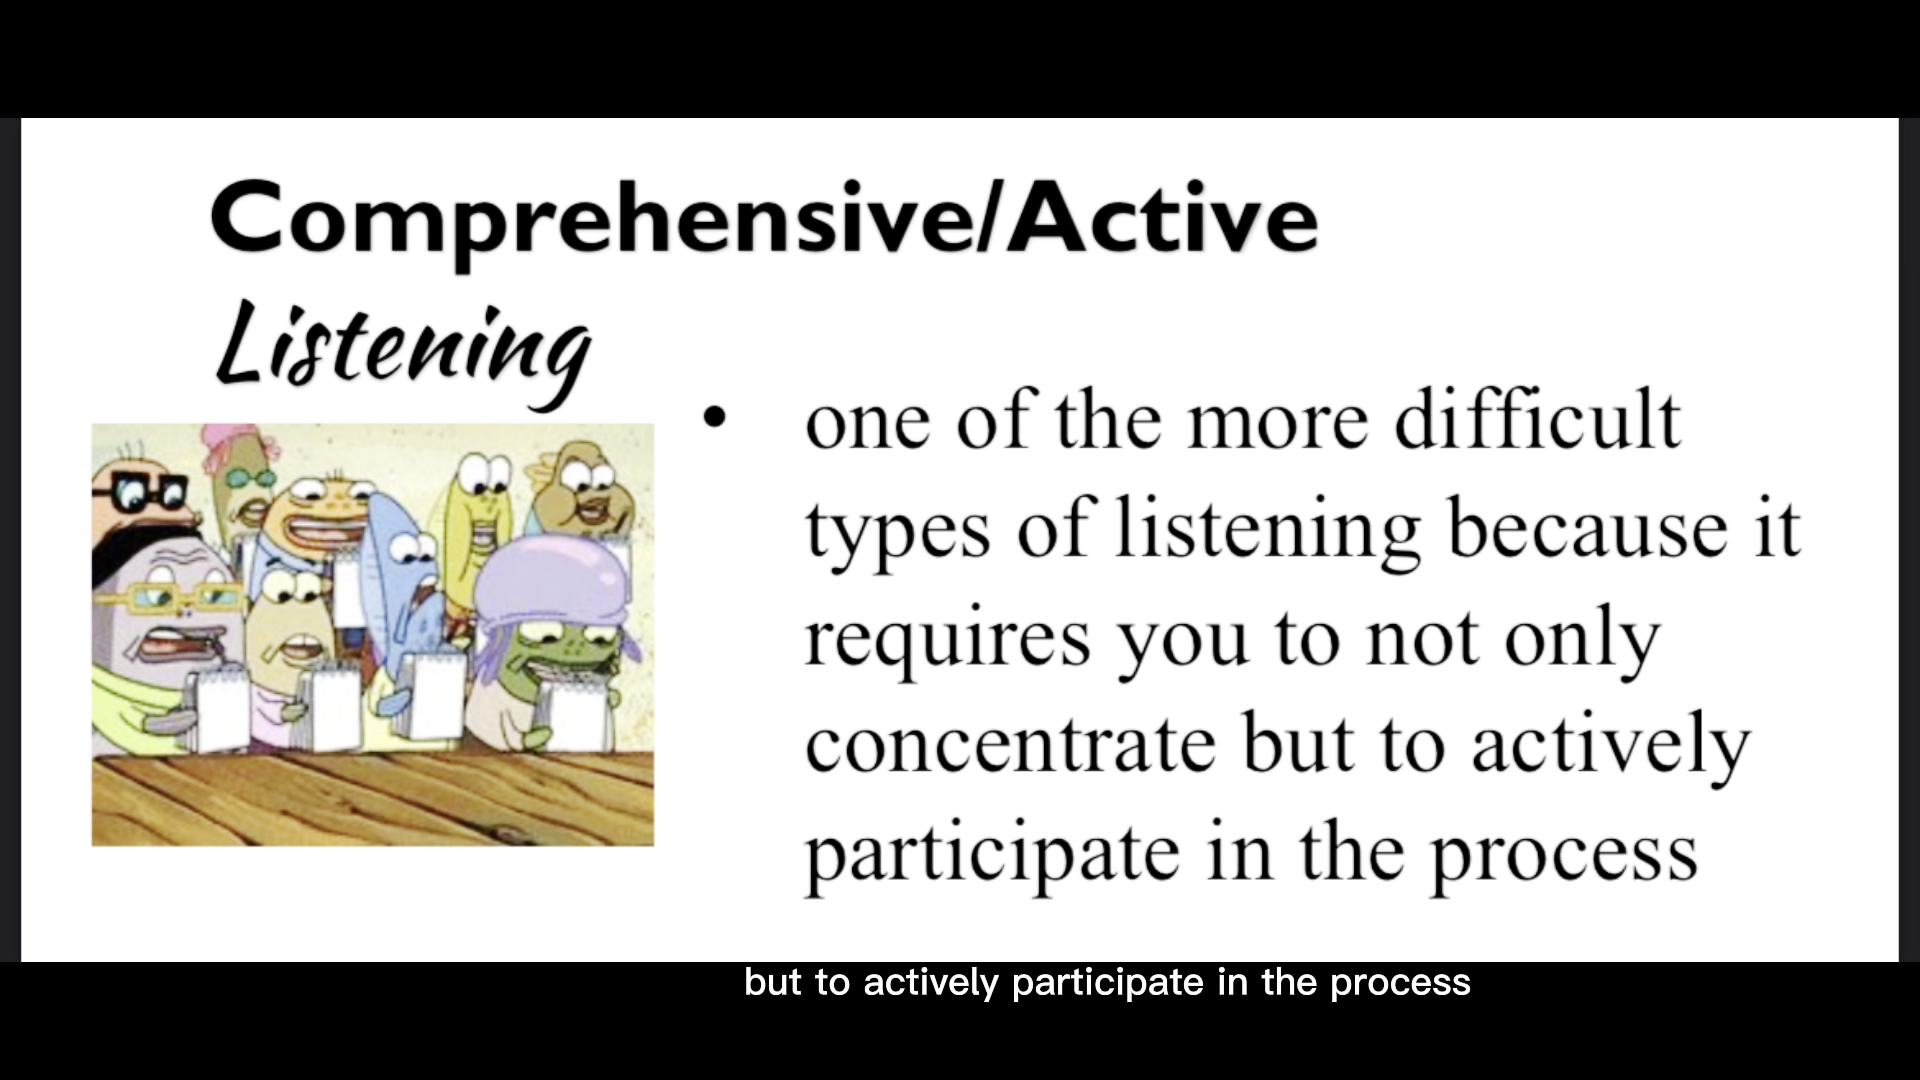 Comprehensive/Active
Listening
• one of the more difficult
types of listening because it
requires you to not only
concentrate but to actively
participate in the process
but to actively participate in the process